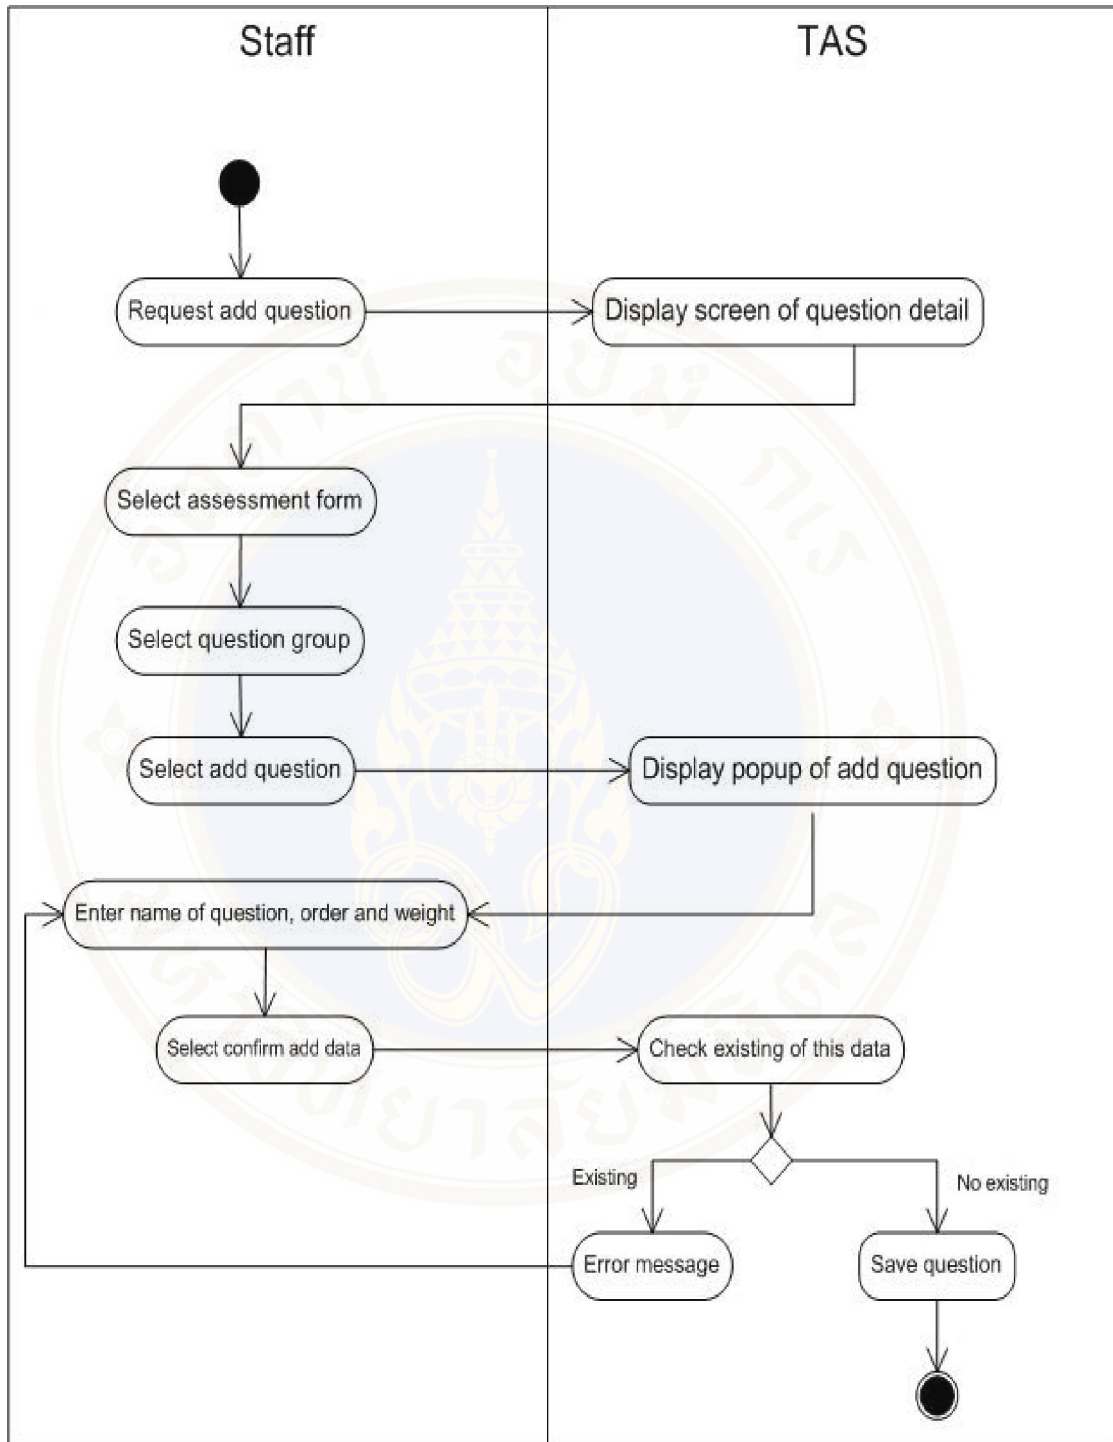 Staff
TAS
Request add question
Display screen of question detail
Select assessment form
Select question group
Select add question
Display popup of add question
Enter name of question, order and weight
Select confirm add data
Check existing of this data
Existing
No existing
Error message
Save question